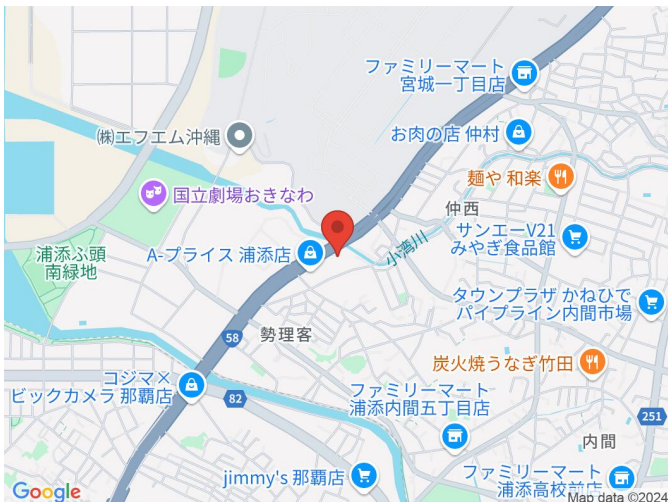 ファミリーマート
宮城一丁目店
お肉の店 仲村
㈱エフエム沖縄
麺や 和楽
国立劇場おきなわ
仲西
サンエーV21
みやぎ食品館
浦添ふ頭
南緑地
A-プライス 浦添店
小湾川
タウンプラザ かねひで
パイプライン内間市場
58
勢理客
炭火焼うなぎ竹田
コジマ×
ビックカメラ 那覇店
82
ファミリーマート
浦添内間五丁目店
251
内間
jimmy's 那覇店
ファミリーマート
浦添高校前店
Google
Map data ©2024